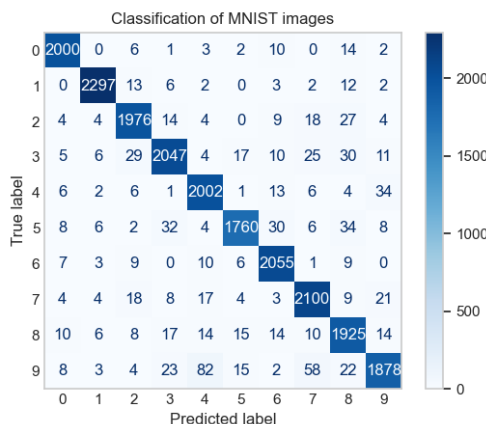 Classification of MNIST images
True label
0 2000 0 6 1 3 2 10 0 14 2
1 0 2297 13 6 2 0 3 2 12 2
2 4 4 1976 14 4 0 9 18 27 4
3 5 6 29 2047 4 17 10 25 30 11
4 6 2 6 1 2002 1 13 6 4 34
5 8 6 2 32 4 1760 30 6 34 8
6 7 3 9 0 10 6 2055 1 9 0
7 4 4 18 8 17 4 3 2100 9 21
8 10 6 8 17 14 15 14 10 1925 14
9 8 3 4 23 82 15 2 58 22 1878
0 1 2 3 4 5 6 7 8 9
Predicted label
2000
1500
1000
500
0